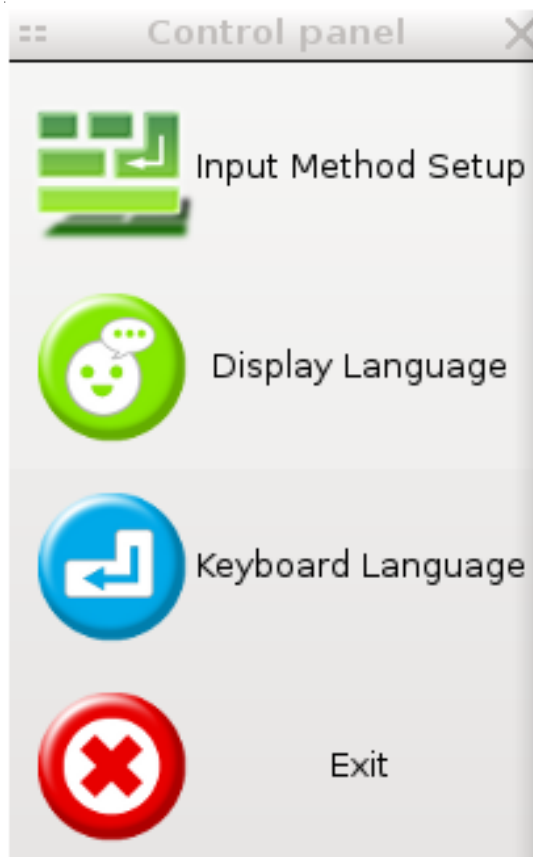 Control panel
Input Method Setup
Display Language
Keyboard Language
Exit